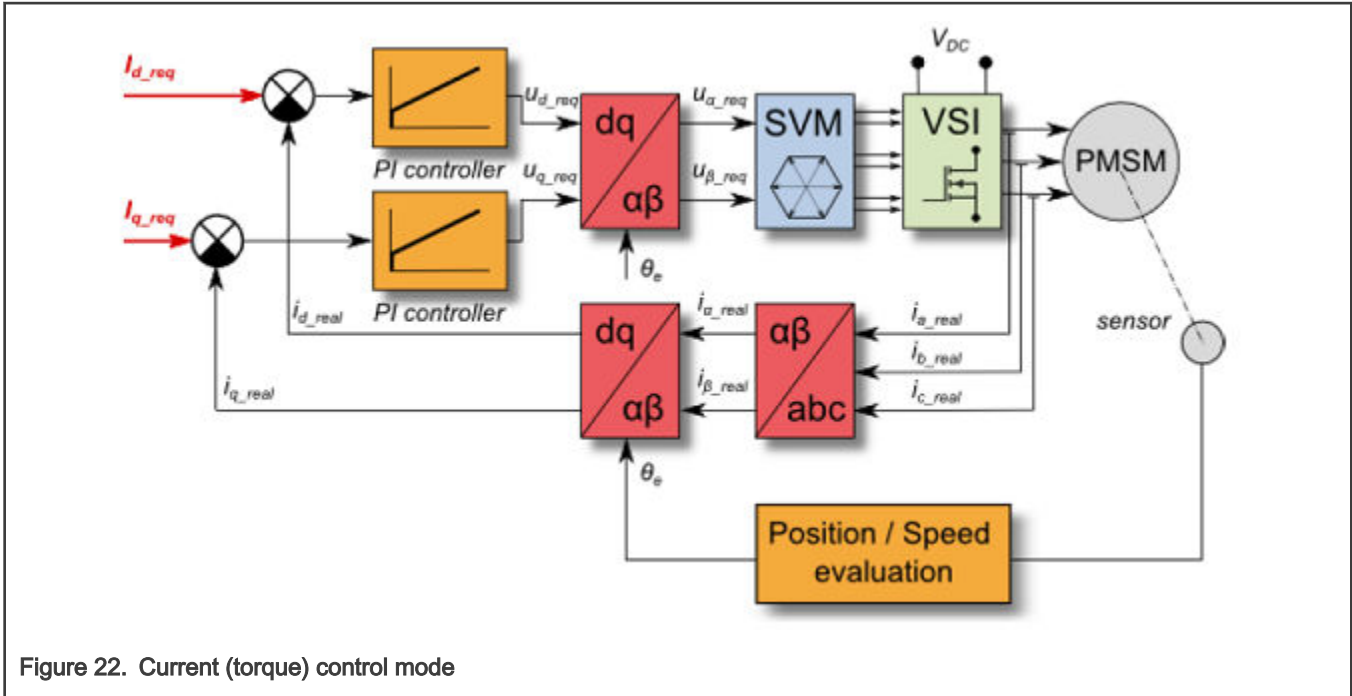 V_DC
I_d_req
u_d_req
u_α_req
dq
αβ
SVM
VSI
PMSM
PI controller
u_q_req
u_β_req
I_q_req
θ_e
i_d_real
PI controller
i_α_real
i_a_real
sensor
dq
αβ
αβ
abc
i_b_real
i_q_real
i_β_real
i_c_real
θ_e
Position / Speed
evaluation
Figure 22. Current (torque) control mode